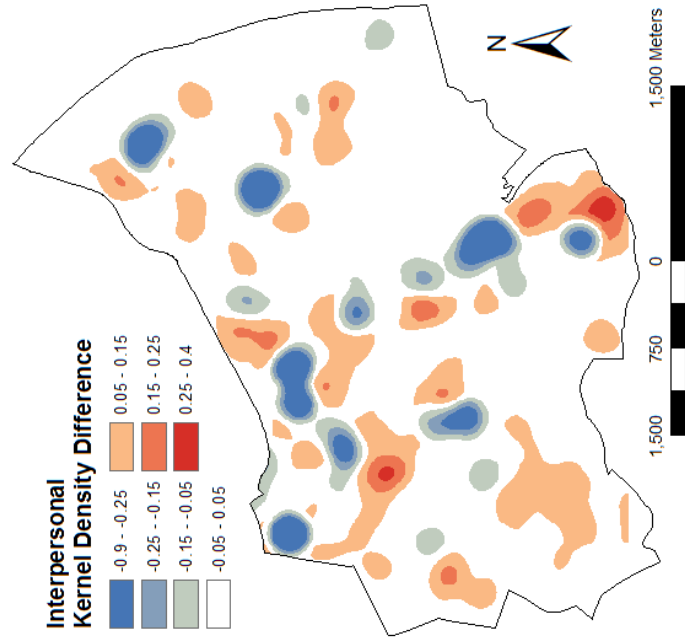 Interpersonal
Kernel Density Difference
-0.9 - -0.25
-0.25 - -0.15
-0.15 - -0.05
-0.05 - 0.05
0.05 - 0.15
0.15 - 0.25
0.25 - 0.4
N
1,500 750 0 1,500 Meters